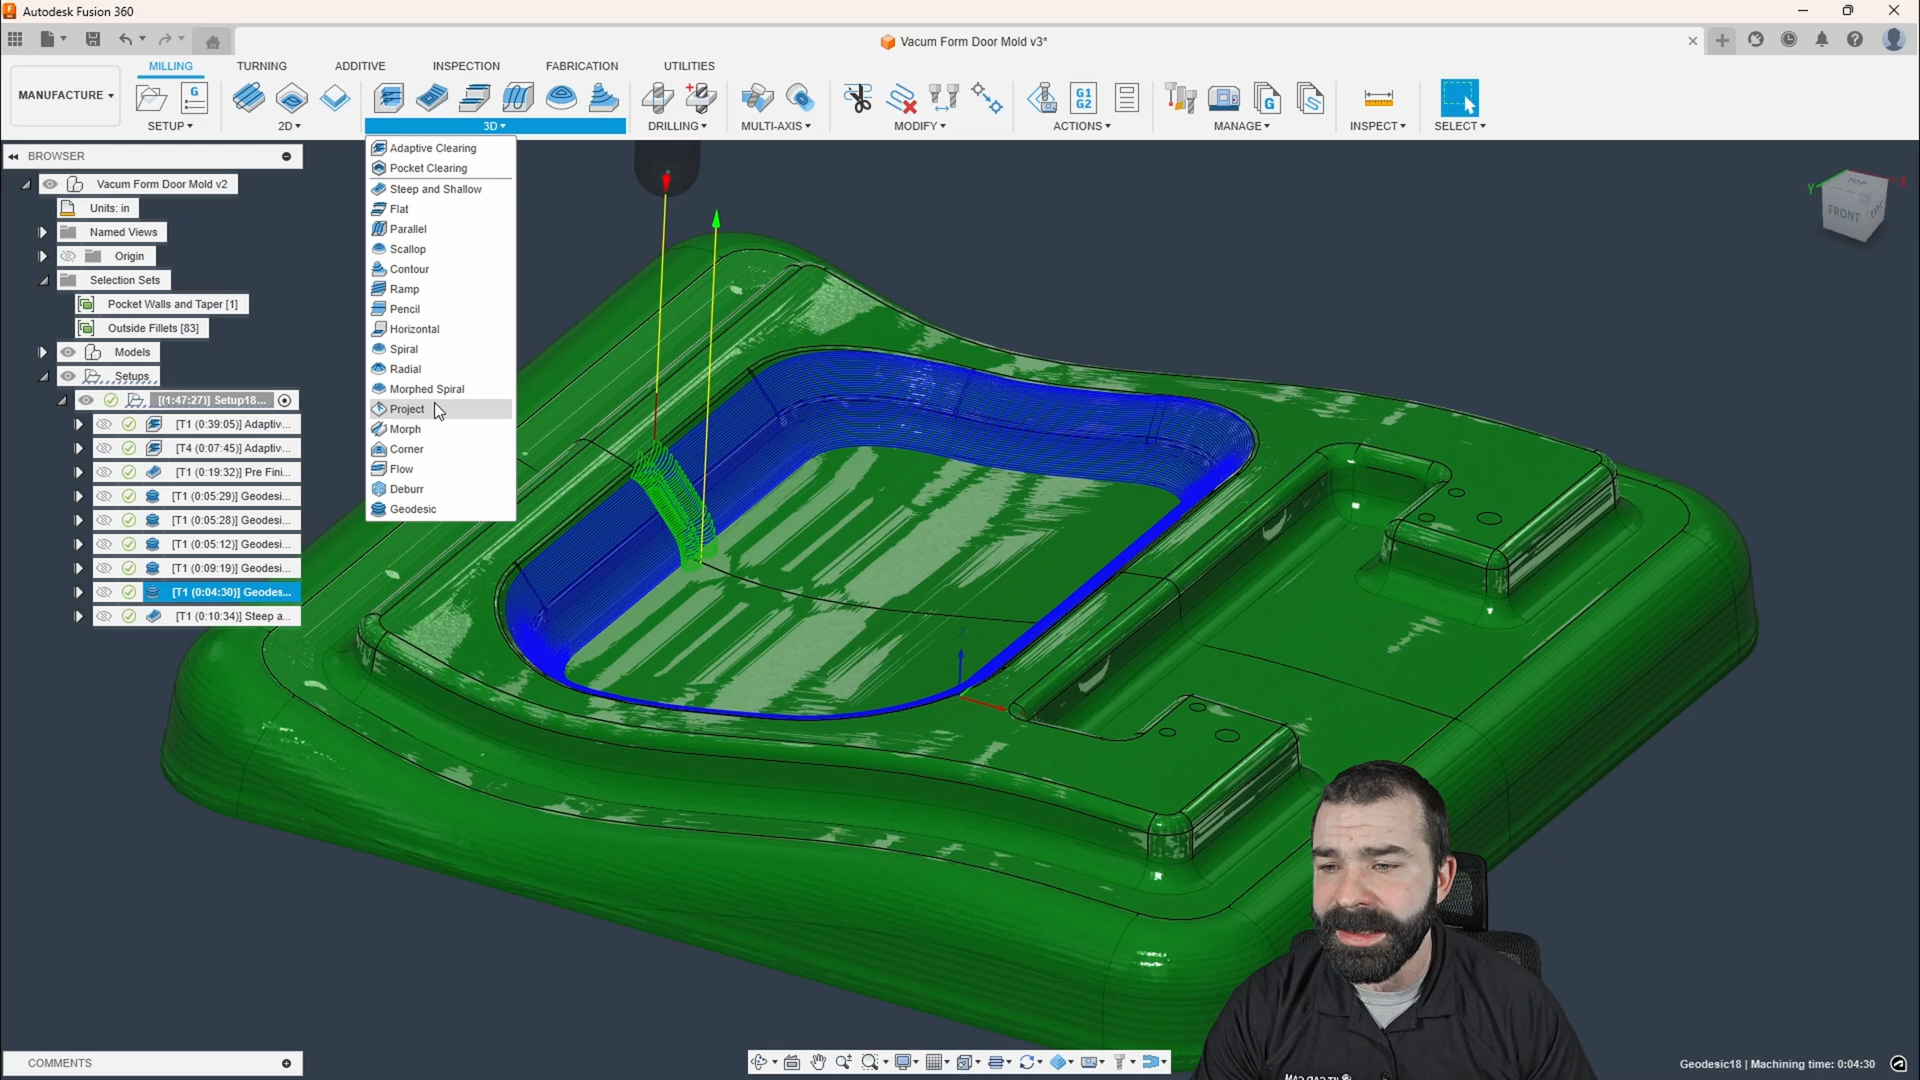 Autodesk Fusion 360
Vacum Form Door Mold v3*
MILLING TURNING ADDITIVE INSPECTION FABRICATION UTILITIES
MANUFACTURE
SETUP 2D 3D DRILLING MULTI-AXIS MODIFY ACTIONS MANAGE INSPECT SELECT
G
G1
G2
G
BROWSER
Vacum Form Door Mold v2
Units: in
Named Views
Origin
Selection Sets
Pocket Walls and Taper [1]
Outside Fillets [83]
Models
Setups
[(1:47:27)] Setup18...
[T1 (0:39:05)] Adaptiv...
[T4 (0:07:45)] Adaptiv...
[T1 (0:19:32)] Pre Fini...
[T1 (0:05:29)] Geodesi...
[T1 (0:05:28)] Geodesi...
[T1 (0:05:12)] Geodesi...
[T1 (0:09:19)] Geodesi...
[T1 (0:04:30)] Geodes...
[T1 (0:10:34)] Steep a...
Adaptive Clearing
Pocket Clearing
Steep and Shallow
Flat
Parallel
Scallop
Contour
Ramp
Pencil
Horizontal
Spiral
Radial
Morphed Spiral
Project
Morph
Corner
Flow
Deburr
Geodesic
TOP
FRONT
Y
X
Z
COMMENTS
Geodesic18 | Machining time: 0:04:30